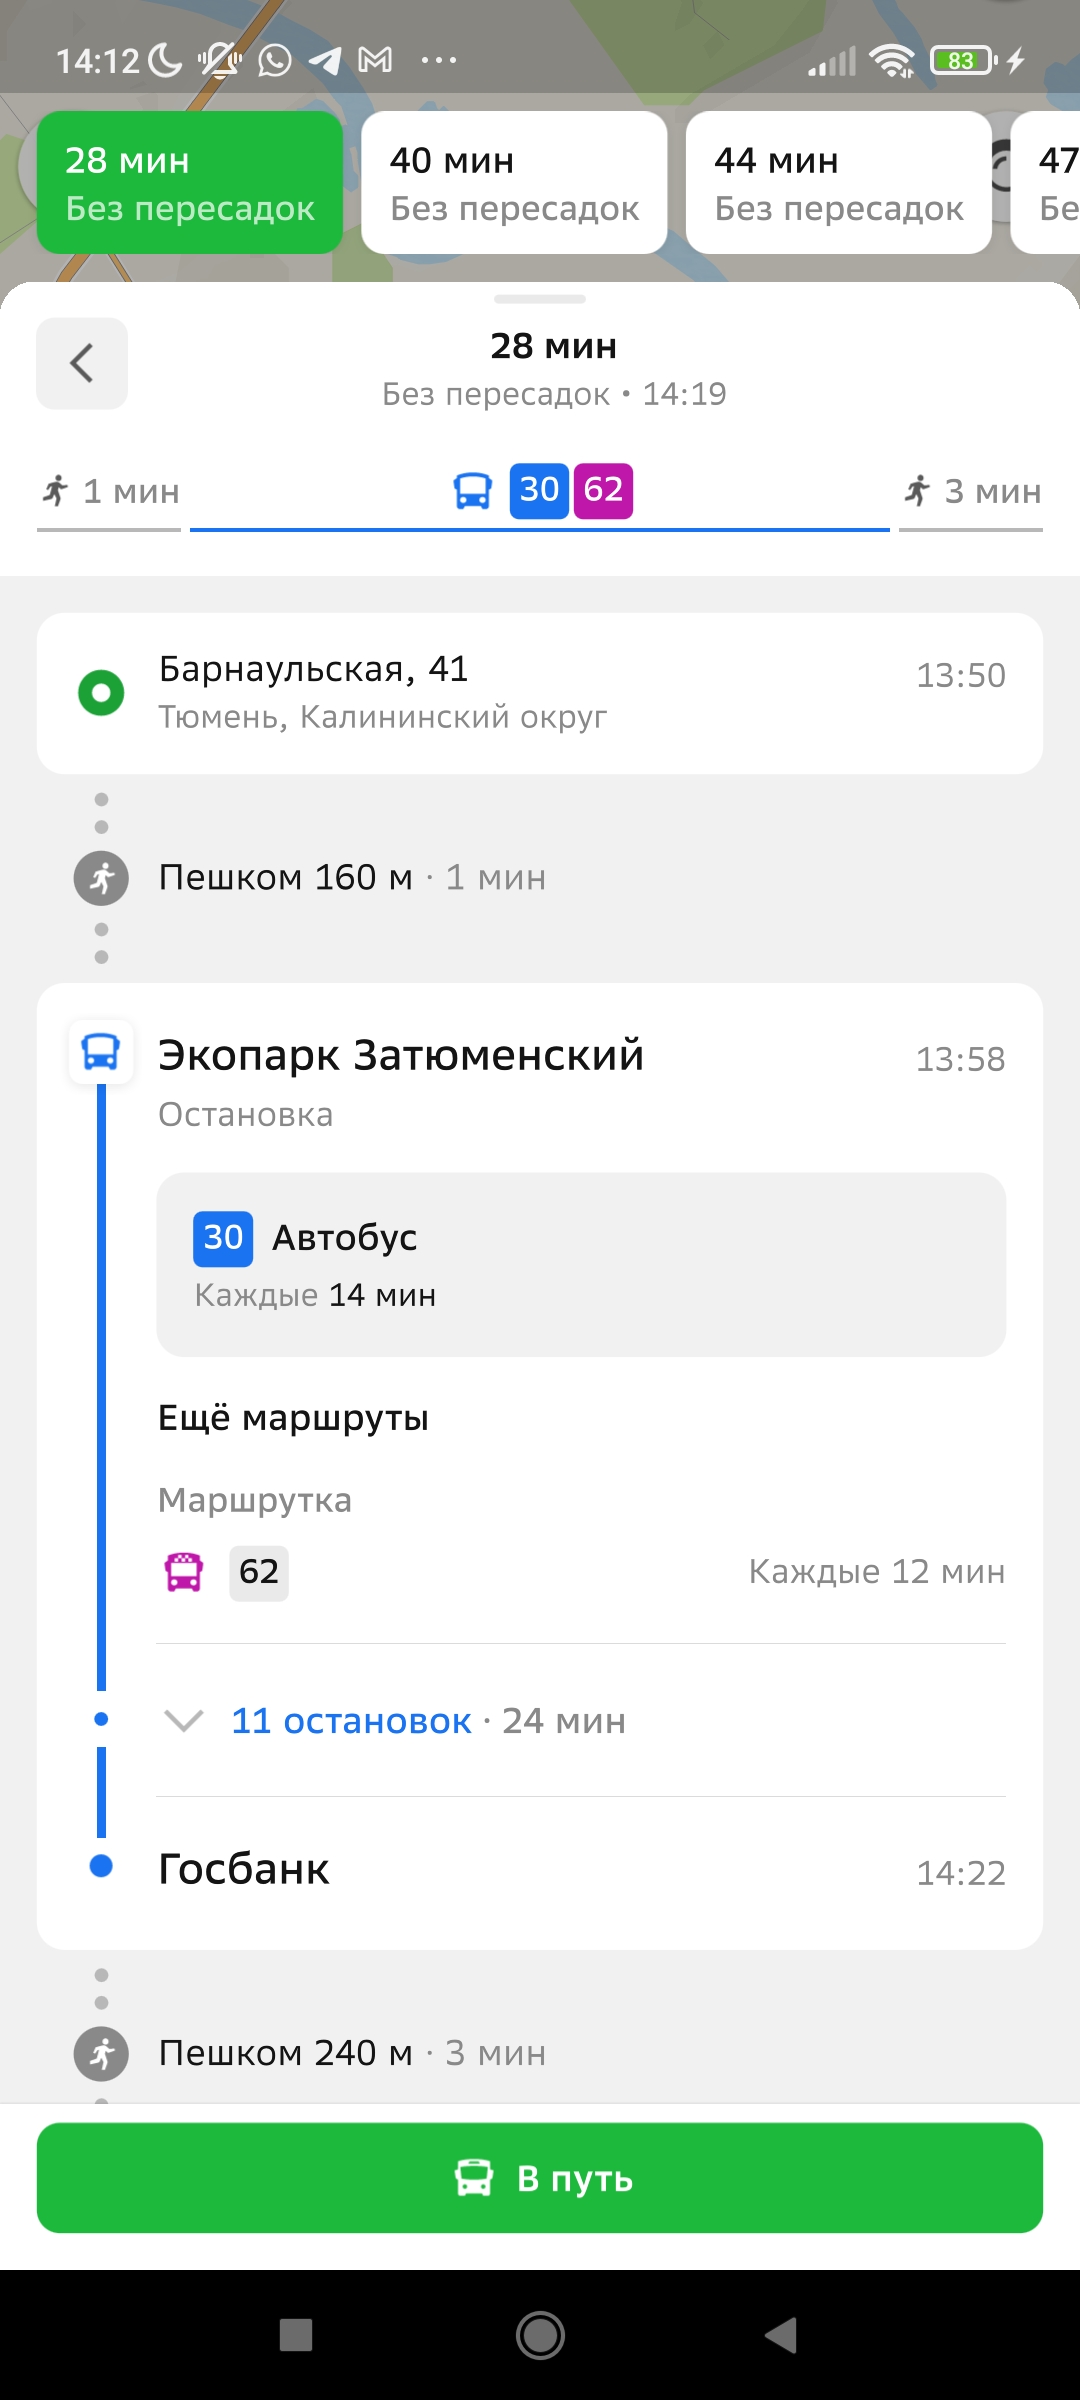 14:12
83
28 мин
Без пересадок
40 мин
Без пересадок
44 мин
Без пересадок
47
Бе
28 мин
Без пересадок • 14:19
1 мин
30
62
3 мин
Барнаульская, 41
13:50
Тюмень, Калининский округ
Пешком 160 м · 1 мин
Экопарк Затюменский
13:58
Остановка
30 Автобус
Каждые 14 мин
Ещё маршруты
Маршрутка
62
Каждые 12 мин
11 остановок · 24 мин
Госбанк
14:22
Пешком 240 м · 3 мин
В путь